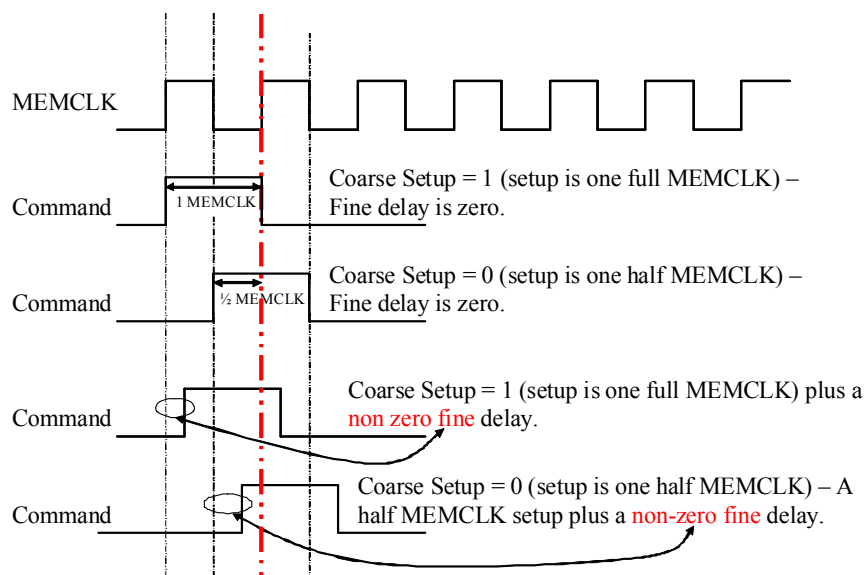 MEMCLK
Coarse Setup = 1 (setup is one full MEMCLK) –
Fine delay is zero.
Command
1 MEMCLK
Coarse Setup = 0 (setup is one half MEMCLK) –
Fine delay is zero.
Command
½ MEMCLK
Coarse Setup = 1 (setup is one full MEMCLK) plus a
non zero fine delay.
Command
Coarse Setup = 0 (setup is one half MEMCLK) – A
half MEMCLK setup plus a non-zero fine delay.
Command